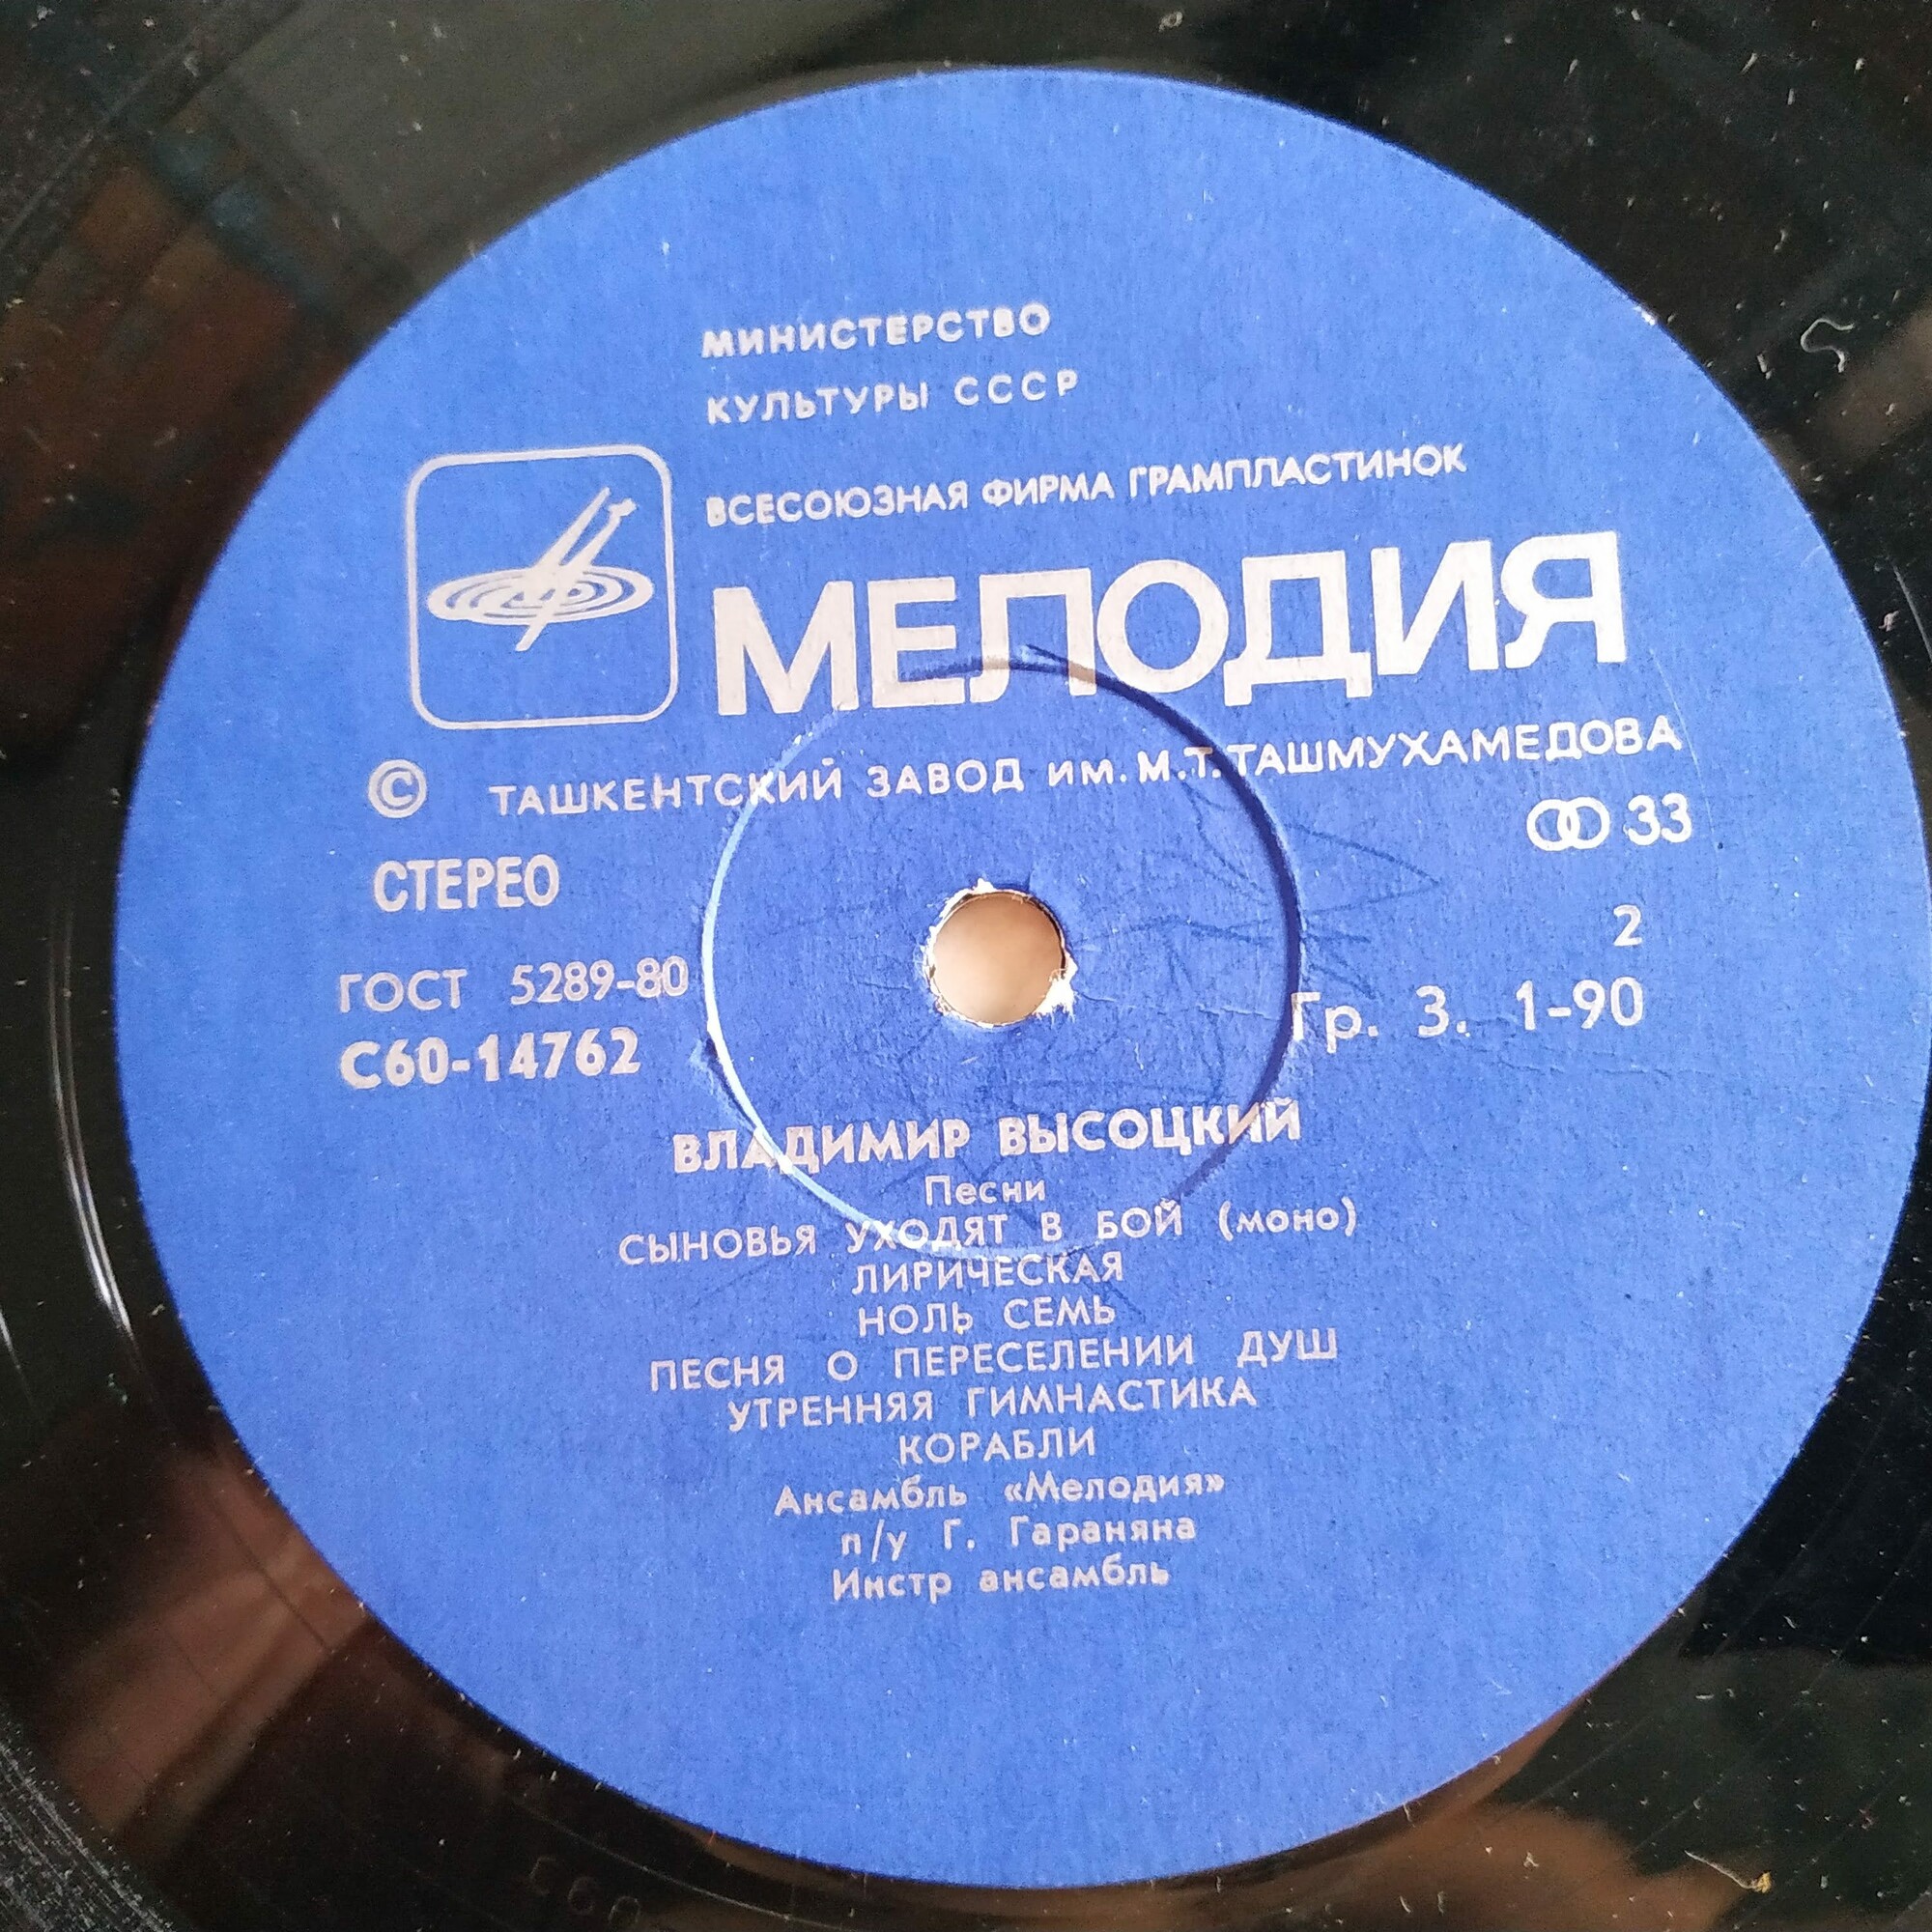 МИНИСТЕРСТВО
КУЛЬТУРЫ СССР
ВСЕСОЮЗНАЯ ФИРМА ГРАМПЛАСТИНОК
МЕЛОДИЯ
© ТАШКЕНТСКИЙ ЗАВОД ИМ. М.Т. ТАШМУХАМЕДОВА
СТЕРЕО 33
2
ГОСТ 5289-80 Гр. 3. 1-90
С60-14762
ВЛАДИМИР ВЫСОЦКИЙ
Песни
СЫНОВЬЯ УХОДЯТ В БОЙ (моно)
ЛИРИЧЕСКАЯ
НОЛЬ СЕМЬ
ПЕСНЯ О ПЕРЕСЕЛЕНИИ ДУШ
УТРЕННЯЯ ГИМНАСТИКА
КОРАБЛИ
Ансамбль «Мелодия»
п/у Г. Гараняна
Инстр ансамбль